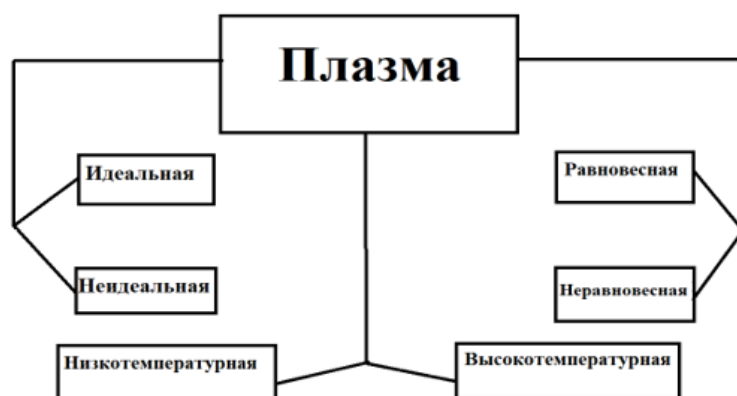 Плазма
Идеальная
Равновесная
Неидеальная
Неравновесная
Низкотемпературная
Высокотемпературная